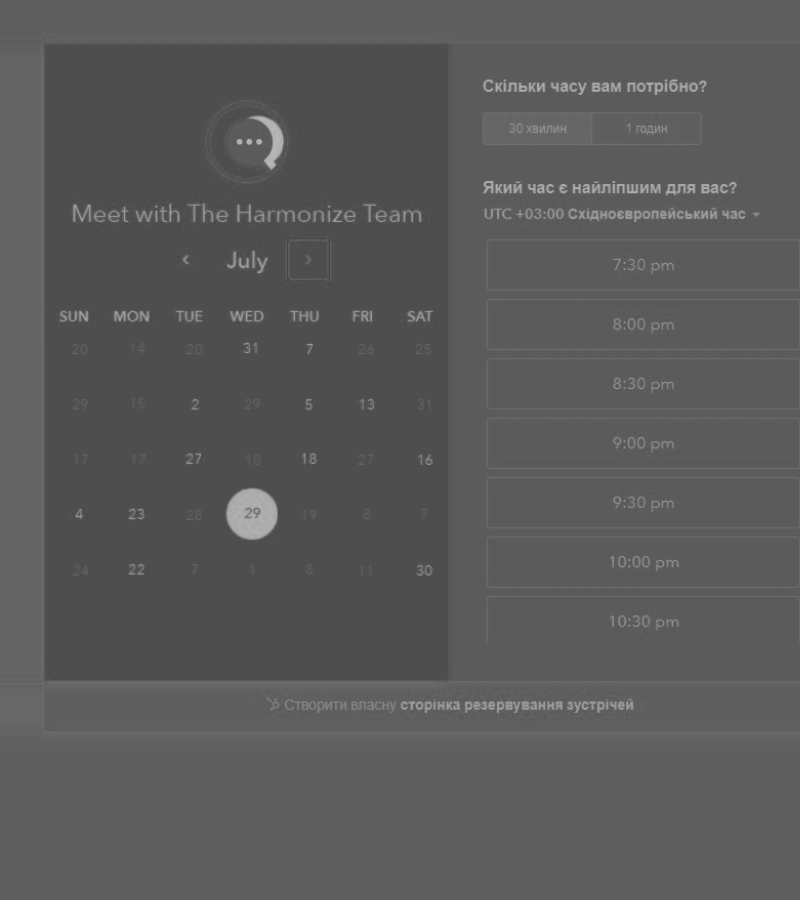 Meet with The Harmonize Team
July
SUN MON TUE WED THU FRI SAT
20 14 20 31 7 26 25
29 15 2 29 5 13 31
17 17 27 10 18 27 16
4 23 28 29 19 8 7
24 22 7 1 8 11 30
Скільки часу вам потрібно?
30 хвилин 1 годин
Який час є найліпшим для вас?
UTC +03:00 Східноєвропейський час
7:30 pm
8:00 pm
8:30 pm
9:00 pm
9:30 pm
10:00 pm
10:30 pm
Створити власну сторінка резервування зустрічей